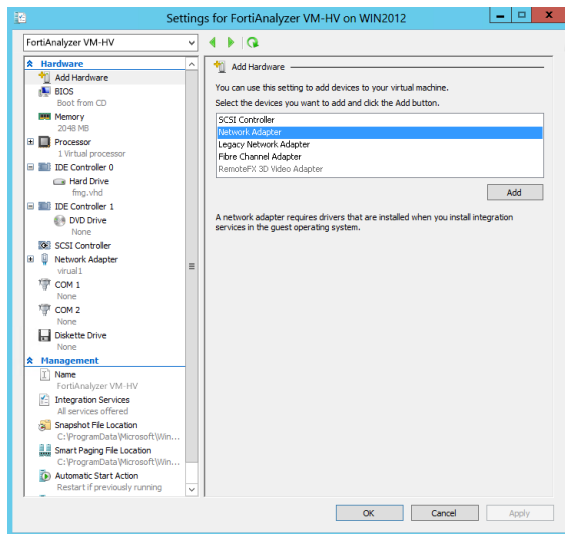 Settings for FortiAnalyzer VM-HV on WIN2012
FortiAnalyzer VM-HV
Hardware
Add Hardware
BIOS
Boot from CD
Memory
2048 MB
Processor
1 Virtual processor
IDE Controller 0
Hard Drive
fmg.vhd
IDE Controller 1
DVD Drive
None
SCSI Controller
Network Adapter
virual1
COM 1
None
COM 2
None
Diskette Drive
None
Management
Name
FortiAnalyzer VM-HV
Integration Services
All services offered
Snapshot File Location
C:\ProgramData\Microsoft\Win...
Smart Paging File Location
C:\ProgramData\Microsoft\Win...
Automatic Start Action
Restart if previously running
Add Hardware
You can use this setting to add devices to your virtual machine.
Select the devices you want to add and click the Add button.
SCSI Controller
Network Adapter
Legacy Network Adapter
Fibre Channel Adapter
RemoteFX 3D Video Adapter
Add
A network adapter requires drivers that are installed when you install integration
services in the guest operating system.
OK
Cancel
Apply